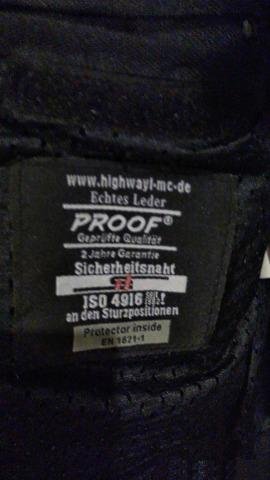 www.highway1-mc-de
Echtes Leder
PROOF®
Geprüfte Qualität
2 Jahre Garantie
Sicherheitsnaht
ISO 4916
an den Sturzpositionen
Protector inside
EN 1621-1